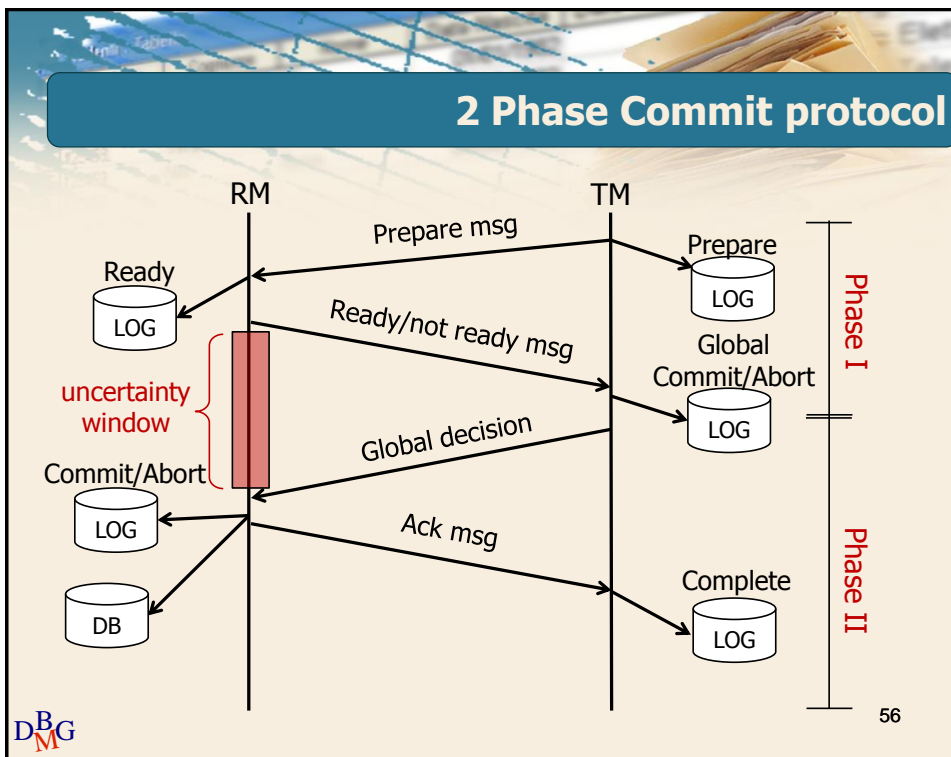 2 Phase Commit protocol
RM
TM
Prepare msg
Prepare
LOG
Ready
LOG
Ready/not ready msg
Global
Commit/Abort
LOG
Phase I
uncertainty
window
Global decision
Commit/Abort
LOG
DB
Ack msg
Complete
LOG
Phase II
DBMG
56